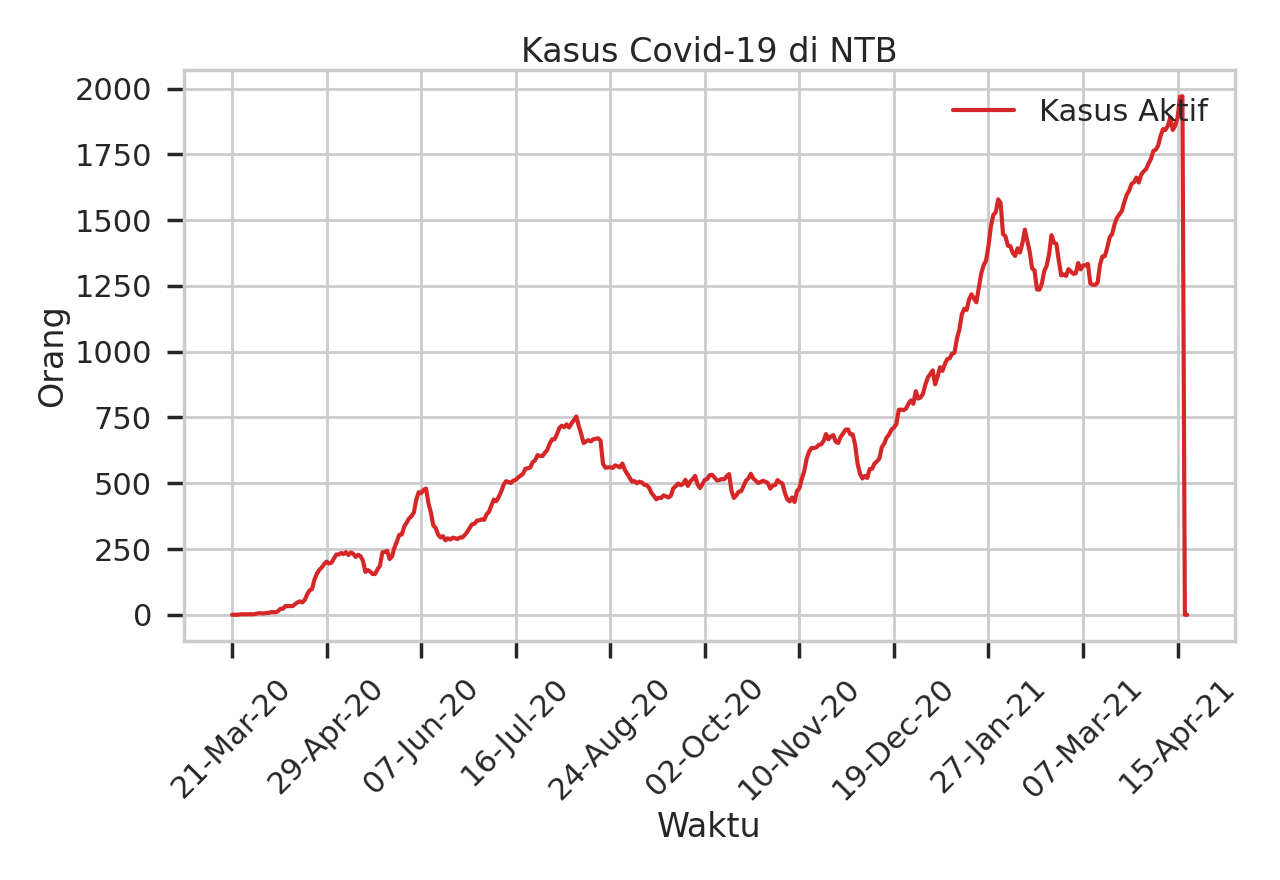 Kasus Covid-19 di NTB
Kasus Aktif
Orang
2000
1750
1500
1250
1000
750
500
250
0
21-Mar-20
29-Apr-20
07-Jun-20
16-Jul-20
24-Aug-20
02-Oct-20
10-Nov-20
19-Dec-20
27-Jan-21
07-Mar-21
15-Apr-21
Waktu